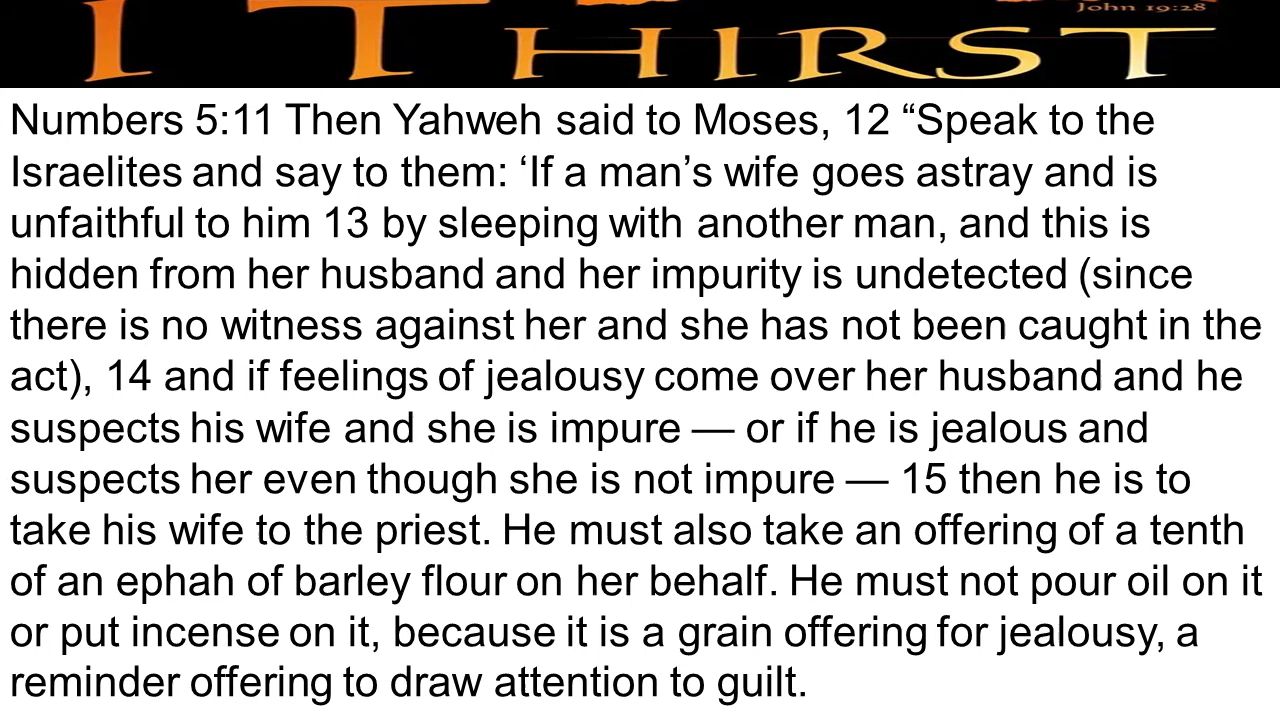 John 19:28
I THIRST
Numbers 5:11 Then Yahweh said to Moses, 12 “Speak to the
Israelites and say to them: ‘If a man’s wife goes astray and is
unfaithful to him 13 by sleeping with another man, and this is
hidden from her husband and her impurity is undetected (since
there is no witness against her and she has not been caught in the
act), 14 and if feelings of jealousy come over her husband and he
suspects his wife and she is impure — or if he is jealous and
suspects her even though she is not impure — 15 then he is to
take his wife to the priest. He must also take an offering of a tenth
of an ephah of barley flour on her behalf. He must not pour oil on it
or put incense on it, because it is a grain offering for jealousy, a
reminder offering to draw attention to guilt.